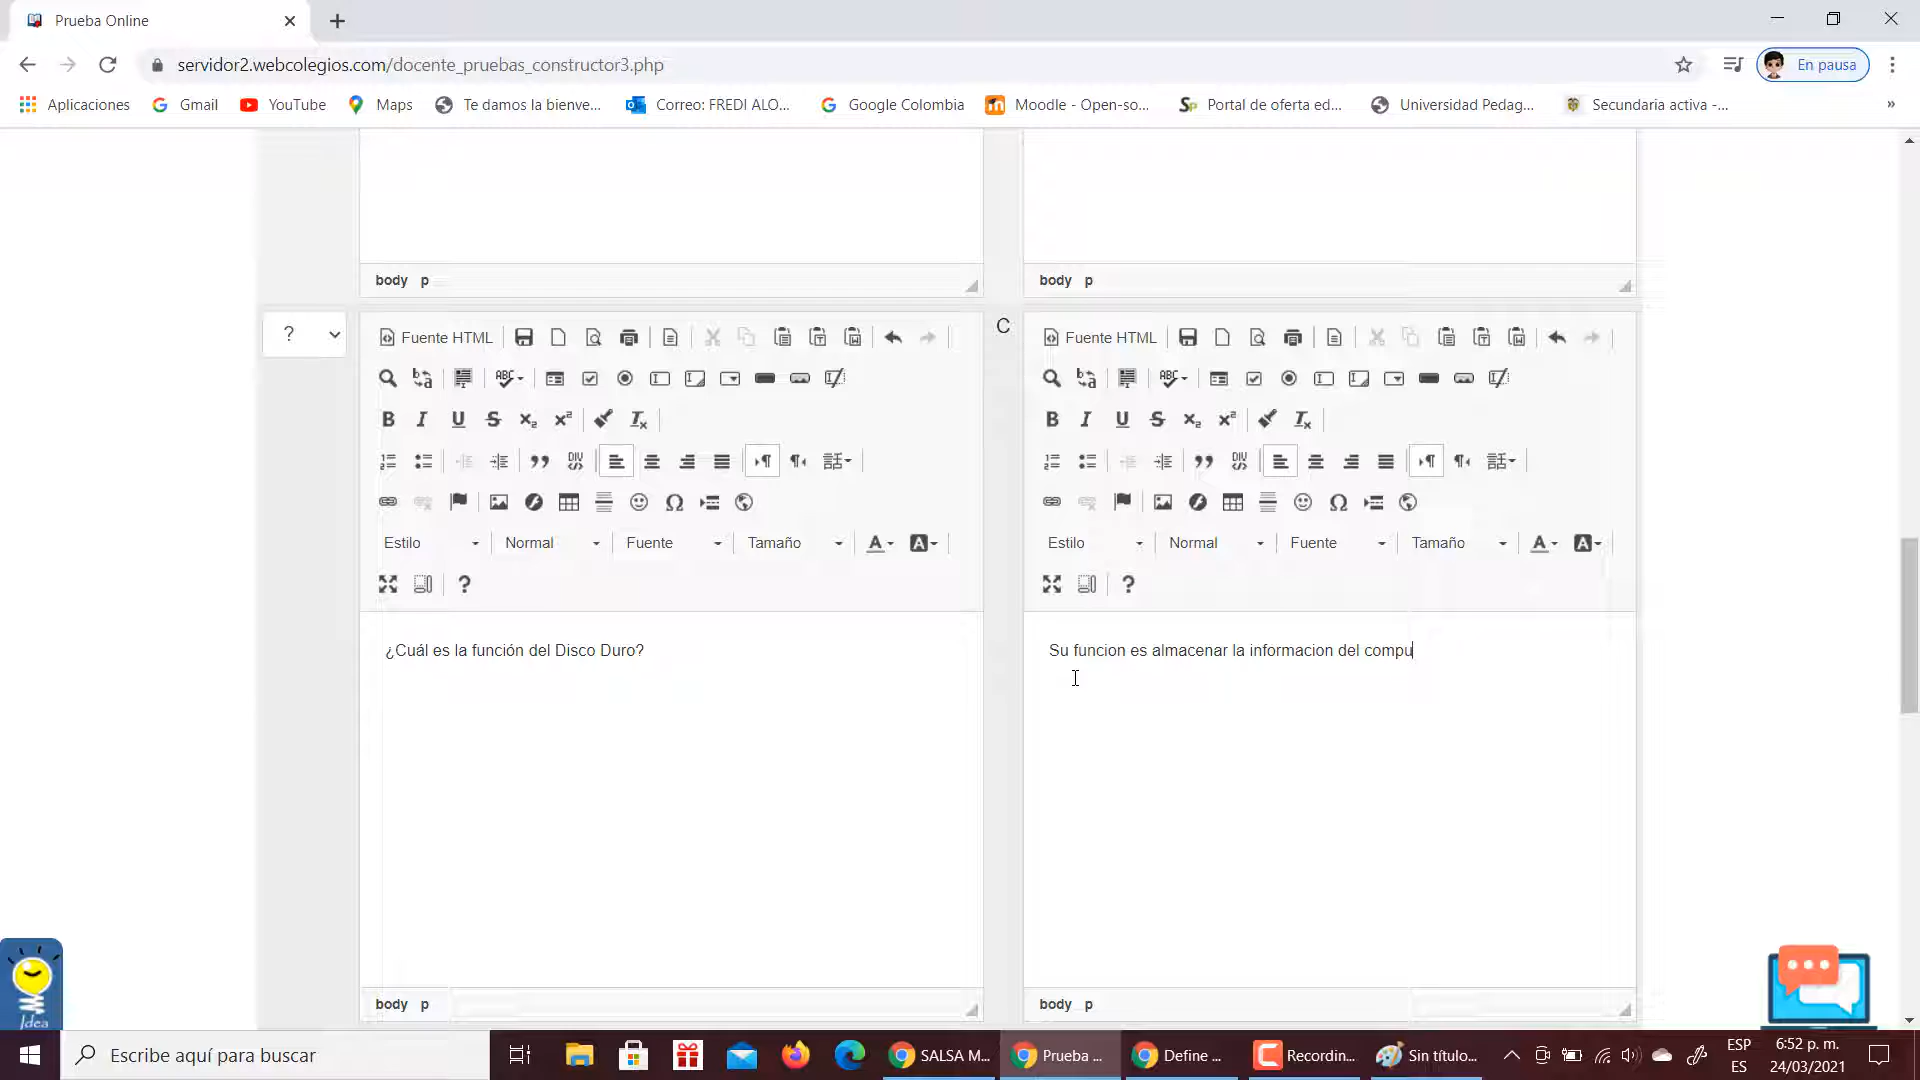 Prueba Online
servidor2.webcolegios.com/docente_pruebas_constructor3.php
En pausa
Aplicaciones
Gmail
YouTube
Maps
Te damos la bienve...
Correo: FREDI ALO...
Google Colombia
Moodle - Open-so...
Portal de oferta ed...
Universidad Pedag...
Secundaria activa -...
»
body p
body p
?
Fuente HTML
C
Fuente HTML
Estilo
Normal
Fuente
Tamaño
Estilo
Normal
Fuente
Tamaño
¿Cuál es la función del Disco Duro?
Su funcion es almacenar la informacion del compu
body p
body p
Idea
Escribe aquí para buscar
SALSA M...
Prueba ...
Define ...
Recordin...
Sin título...
ESP
ES
6:52 p. m.
24/03/2021